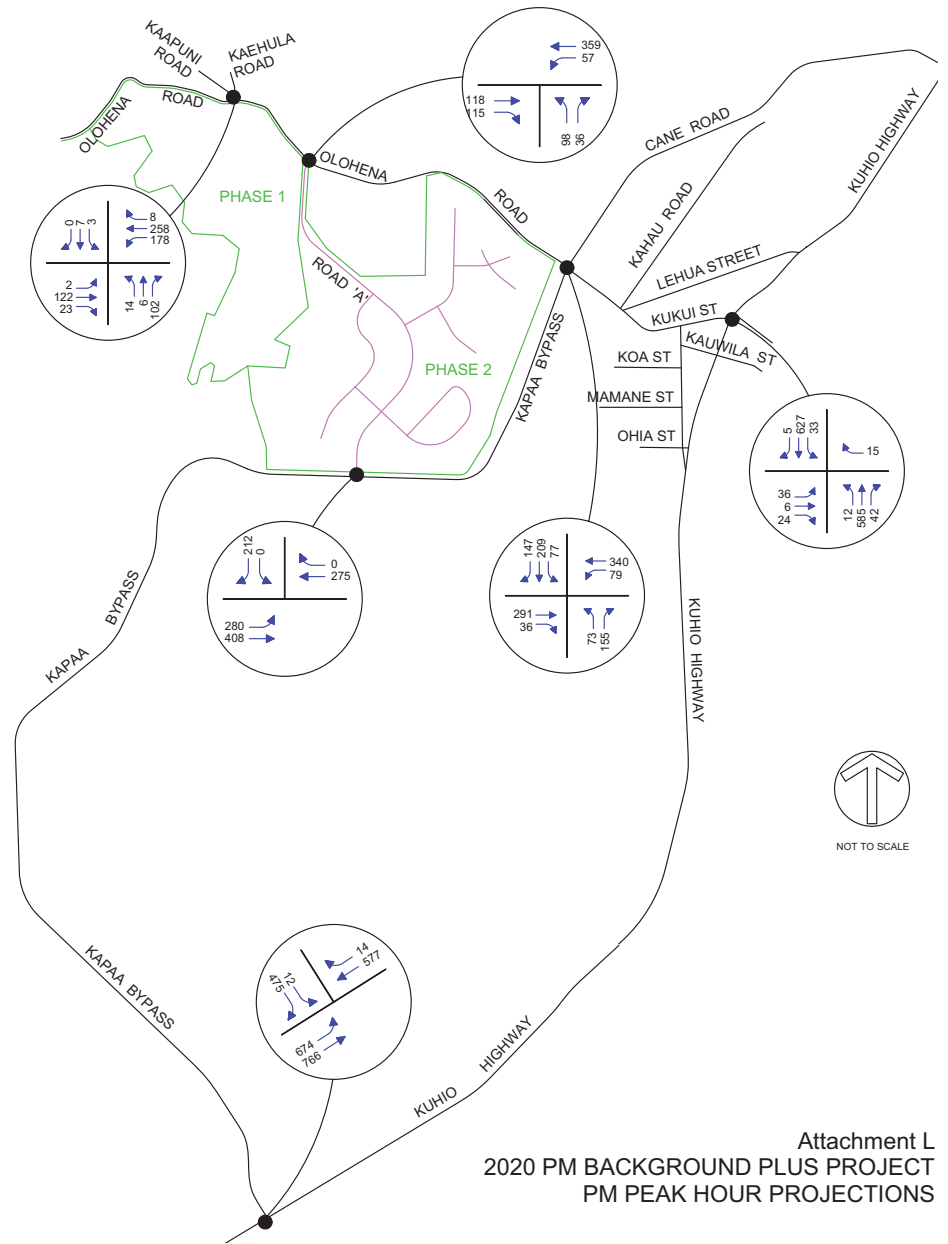 KAAPUNI
ROAD
KAEHULA
ROAD
OLOHENA
ROAD
359
57
118
115
98
36
OLOHENA
ROAD
CANE ROAD
KAHAU ROAD
KUHIO HIGHWAY
PHASE 1
0
7
3
8
258
178
2
122
23
14
6
102
ROAD 'A'
LEHUA STREET
KUKUI ST
KAUWILA ST
KOA ST
MAMANE ST
OHIA ST
PHASE 2
KAPAA BYPASS
5
627
33
15
36
6
24
12
585
42
212
0
0
275
280
408
147
209
77
340
79
291
36
73
155
KAPAA
BYPASS
KUHIO HIGHWAY
NOT TO SCALE
KAPAA BYPASS
475
12
14
577
674
766
KUHIO
HIGHWAY
Attachment L
2020 PM BACKGROUND PLUS PROJECT
PM PEAK HOUR PROJECTIONS